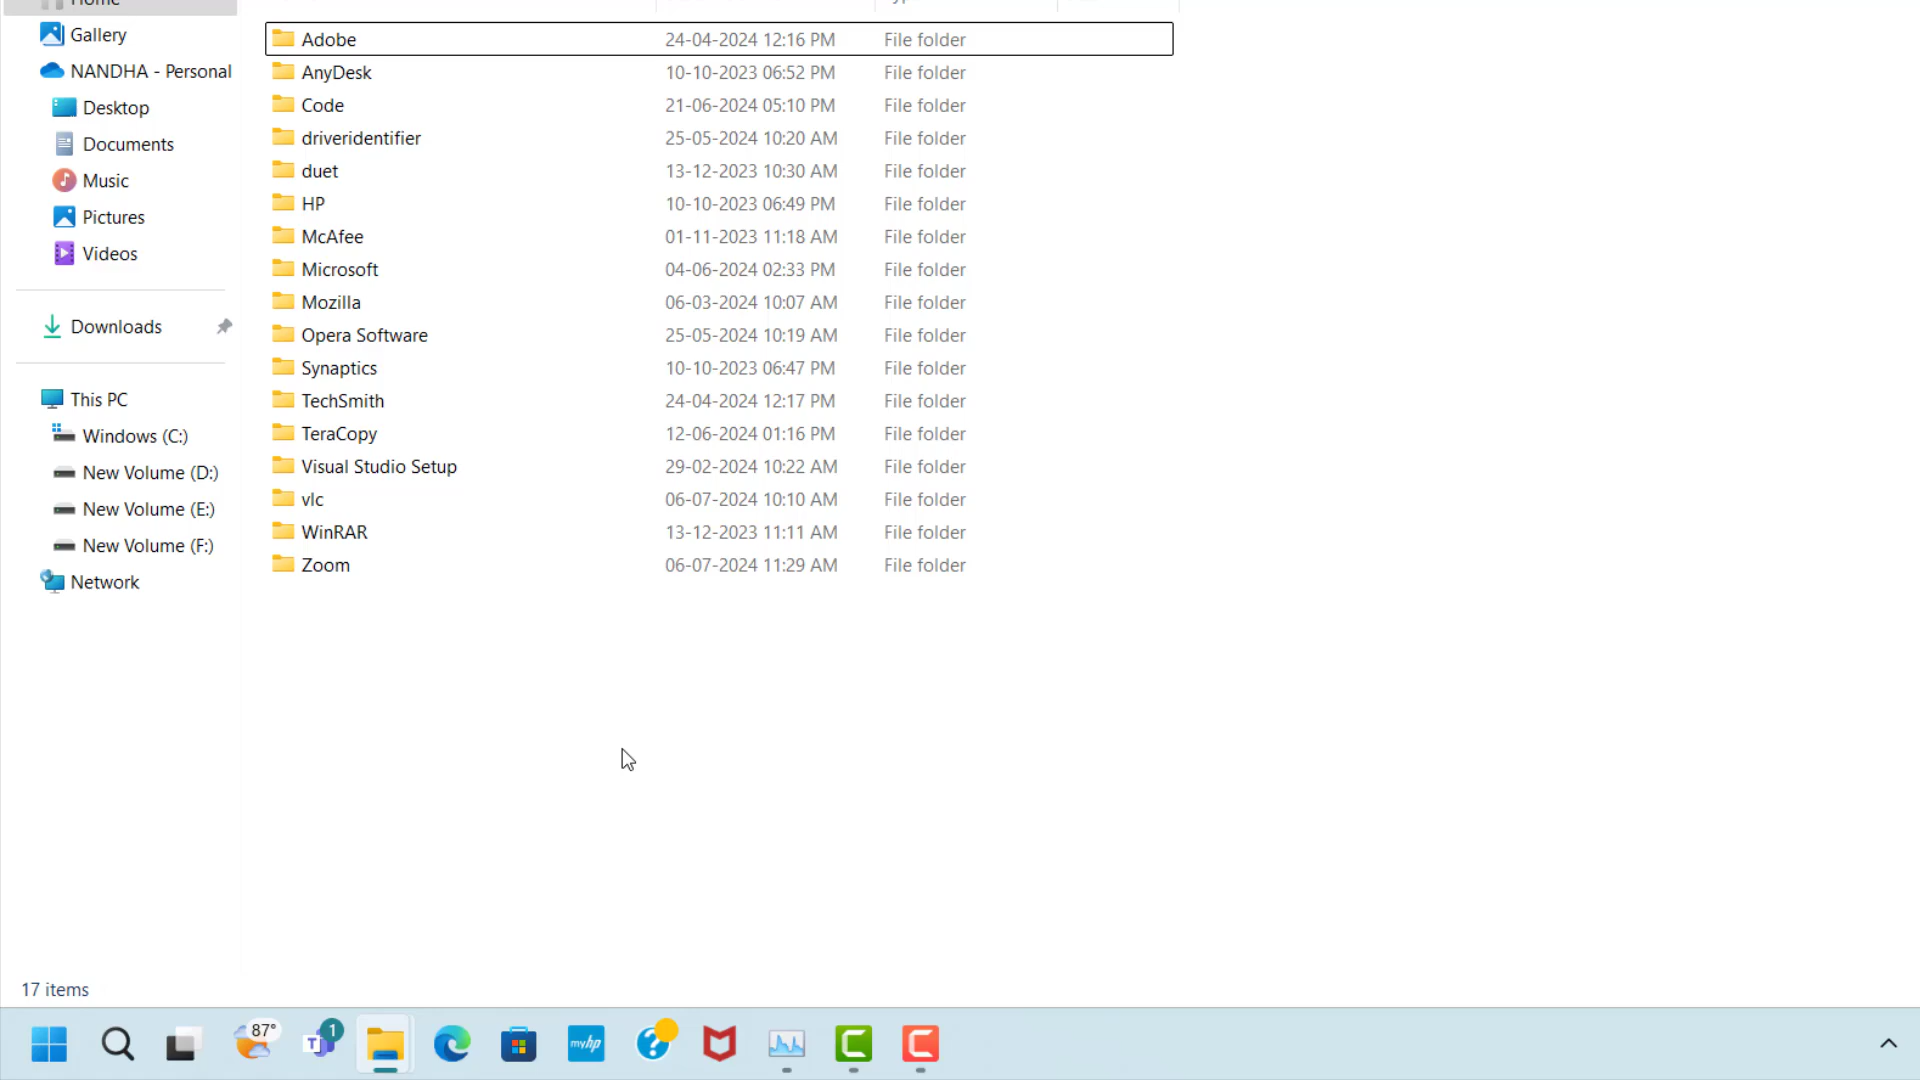 Home
Gallery
NANDHA - Personal
Desktop
Documents
Music
Pictures
Videos
Downloads
This PC
Windows (C:)
New Volume (D:)
New Volume (E:)
New Volume (F:)
Network
Adobe 24-04-2024 12:16 PM File folder
AnyDesk 10-10-2023 06:52 PM File folder
Code 21-06-2024 05:10 PM File folder
driveridentifier 25-05-2024 10:20 AM File folder
duet 13-12-2023 10:30 AM File folder
HP 10-10-2023 06:49 PM File folder
McAfee 01-11-2023 11:18 AM File folder
Microsoft 04-06-2024 02:33 PM File folder
Mozilla 06-03-2024 10:07 AM File folder
Opera Software 25-05-2024 10:19 AM File folder
Synaptics 10-10-2023 06:47 PM File folder
TechSmith 24-04-2024 12:17 PM File folder
TeraCopy 12-06-2024 01:16 PM File folder
Visual Studio Setup 29-02-2024 10:22 AM File folder
vlc 06-07-2024 10:10 AM File folder
WinRAR 13-12-2023 11:11 AM File folder
Zoom 06-07-2024 11:29 AM File folder
17 items
87°
1
myhp